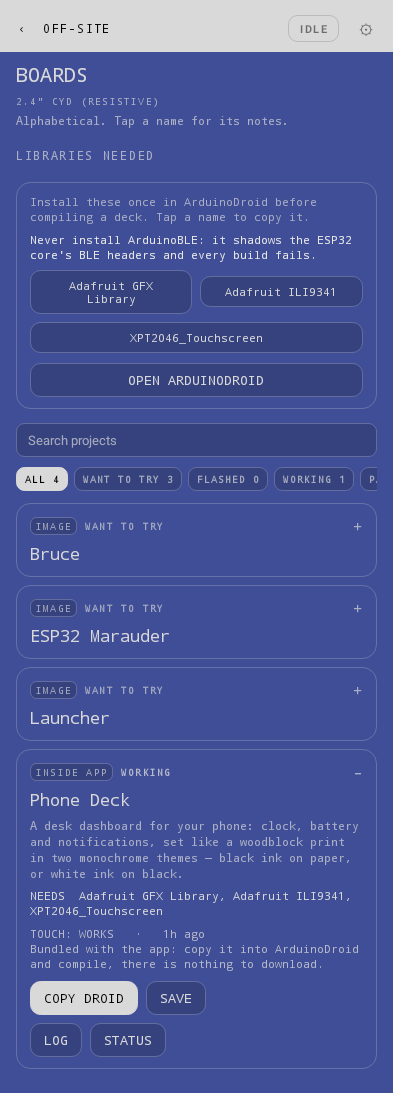 ‹ OFF-SITE IDLE
BOARDS
2.4" CYD (RESISTIVE)
Alphabetical. Tap a name for its notes.
LIBRARIES NEEDED
Install these once in ArduinoDroid before
compiling a deck. Tap a name to copy it.
Never install ArduinoBLE: it shadows the ESP32
core's BLE headers and every build fails.
Adafruit GFX
Library
Adafruit ILI9341
XPT2046_Touchscreen
OPEN ARDUINODROID
Search projects
ALL 4 WANT TO TRY 3 FLASHED 0 WORKING 1
IMAGE WANT TO TRY +
Bruce
IMAGE WANT TO TRY +
ESP32 Marauder
IMAGE WANT TO TRY +
Launcher
INSIDE APP WORKING –
Phone Deck
A desk dashboard for your phone: clock, battery
and notifications, set like a woodblock print
in two monochrome themes — black ink on paper,
or white ink on black.
NEEDS Adafruit GFX Library, Adafruit ILI9341,
XPT2046_Touchscreen
TOUCH: WORKS · 1h ago
Bundled with the app: copy it into ArduinoDroid
and compile, there is nothing to download.
COPY DROID SAVE
LOG STATUS